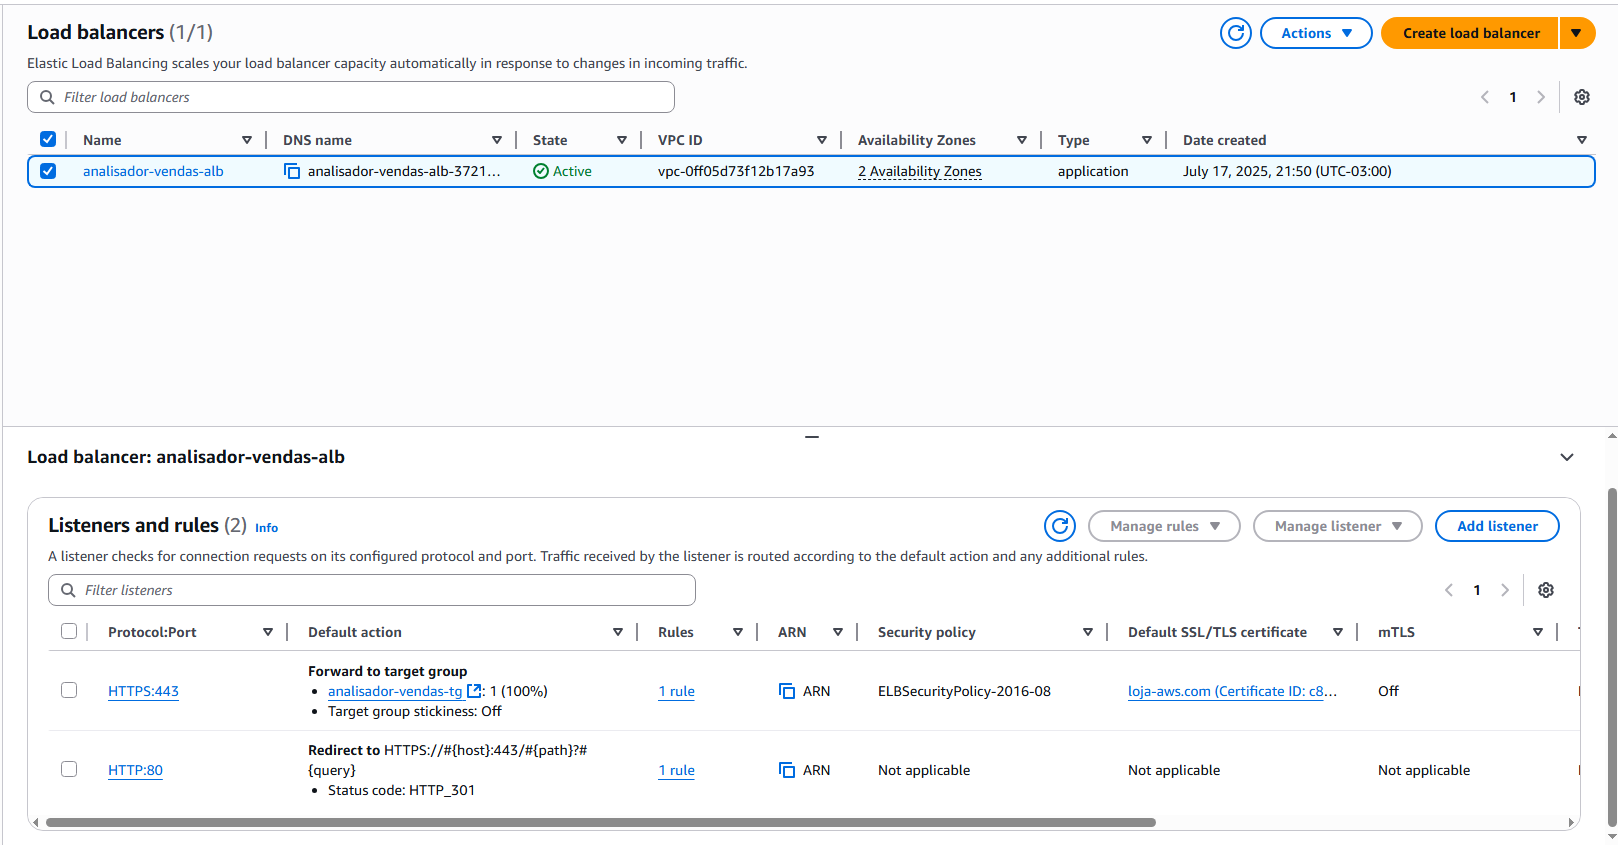 Load balancers (1/1)
Actions
Create load balancer
Elastic Load Balancing scales your load balancer capacity automatically in response to changes in incoming traffic.
Filter load balancers
1
Name DNS name State VPC ID Availability Zones Type Date created
analisador-vendas-alb analisador-vendas-alb-3721... Active vpc-0ff05d73f12b17a93 2 Availability Zones application July 17, 2025, 21:50 (UTC-03:00)
Load balancer: analisador-vendas-alb
Listeners and rules (2) Info
Manage rules
Manage listener
Add listener
A listener checks for connection requests on its configured protocol and port. Traffic received by the listener is routed according to the default action and any additional rules.
Filter listeners
1
Protocol:Port Default action Rules ARN Security policy Default SSL/TLS certificate mTLS
Forward to target group
HTTPS:443 • analisador-vendas-tg : 1 (100%) 1 rule ARN ELBSecurityPolicy-2016-08 loja-aws.com (Certificate ID: c8... Off
• Target group stickiness: Off
Redirect to HTTPS://#{host}:443/#{path}?#
HTTP:80 {query} 1 rule ARN Not applicable Not applicable Not applicable
• Status code: HTTP_301